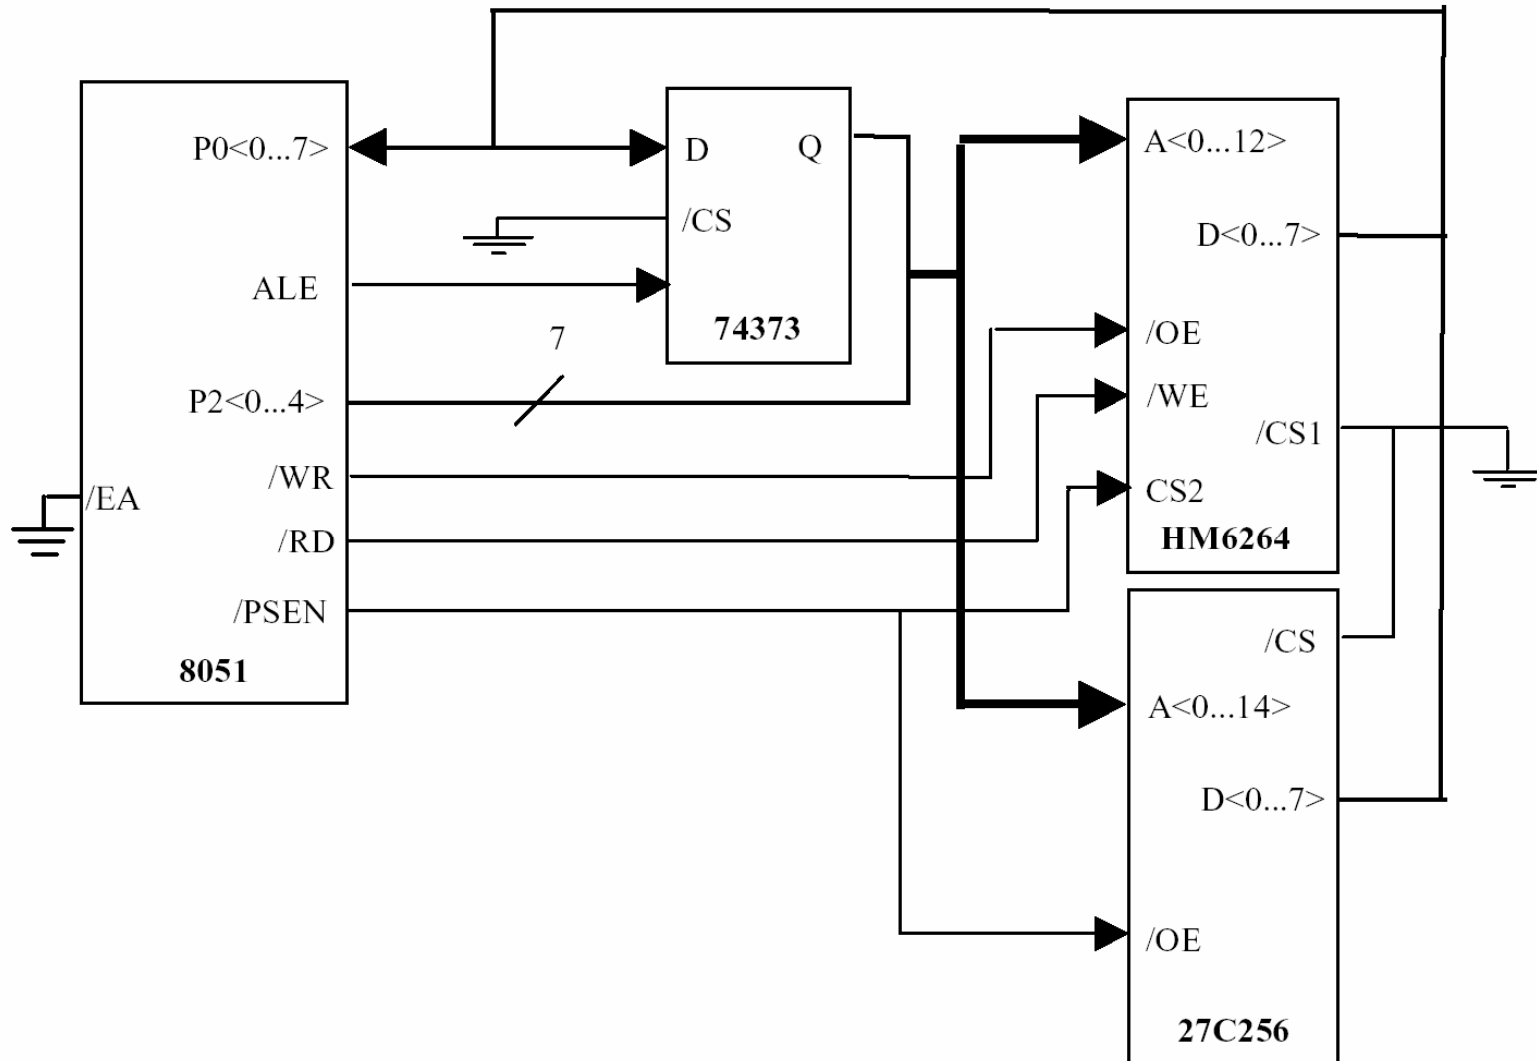 P0<0...7>
ALE
P2<0...4>
/WR
/EA
/RD
/PSEN
8051
D
Q
/CS
74373
7
A<0...12>
D<0...7>
/OE
/WE
/CS1
CS2
HM6264
/CS
A<0...14>
D<0...7>
/OE
27C256